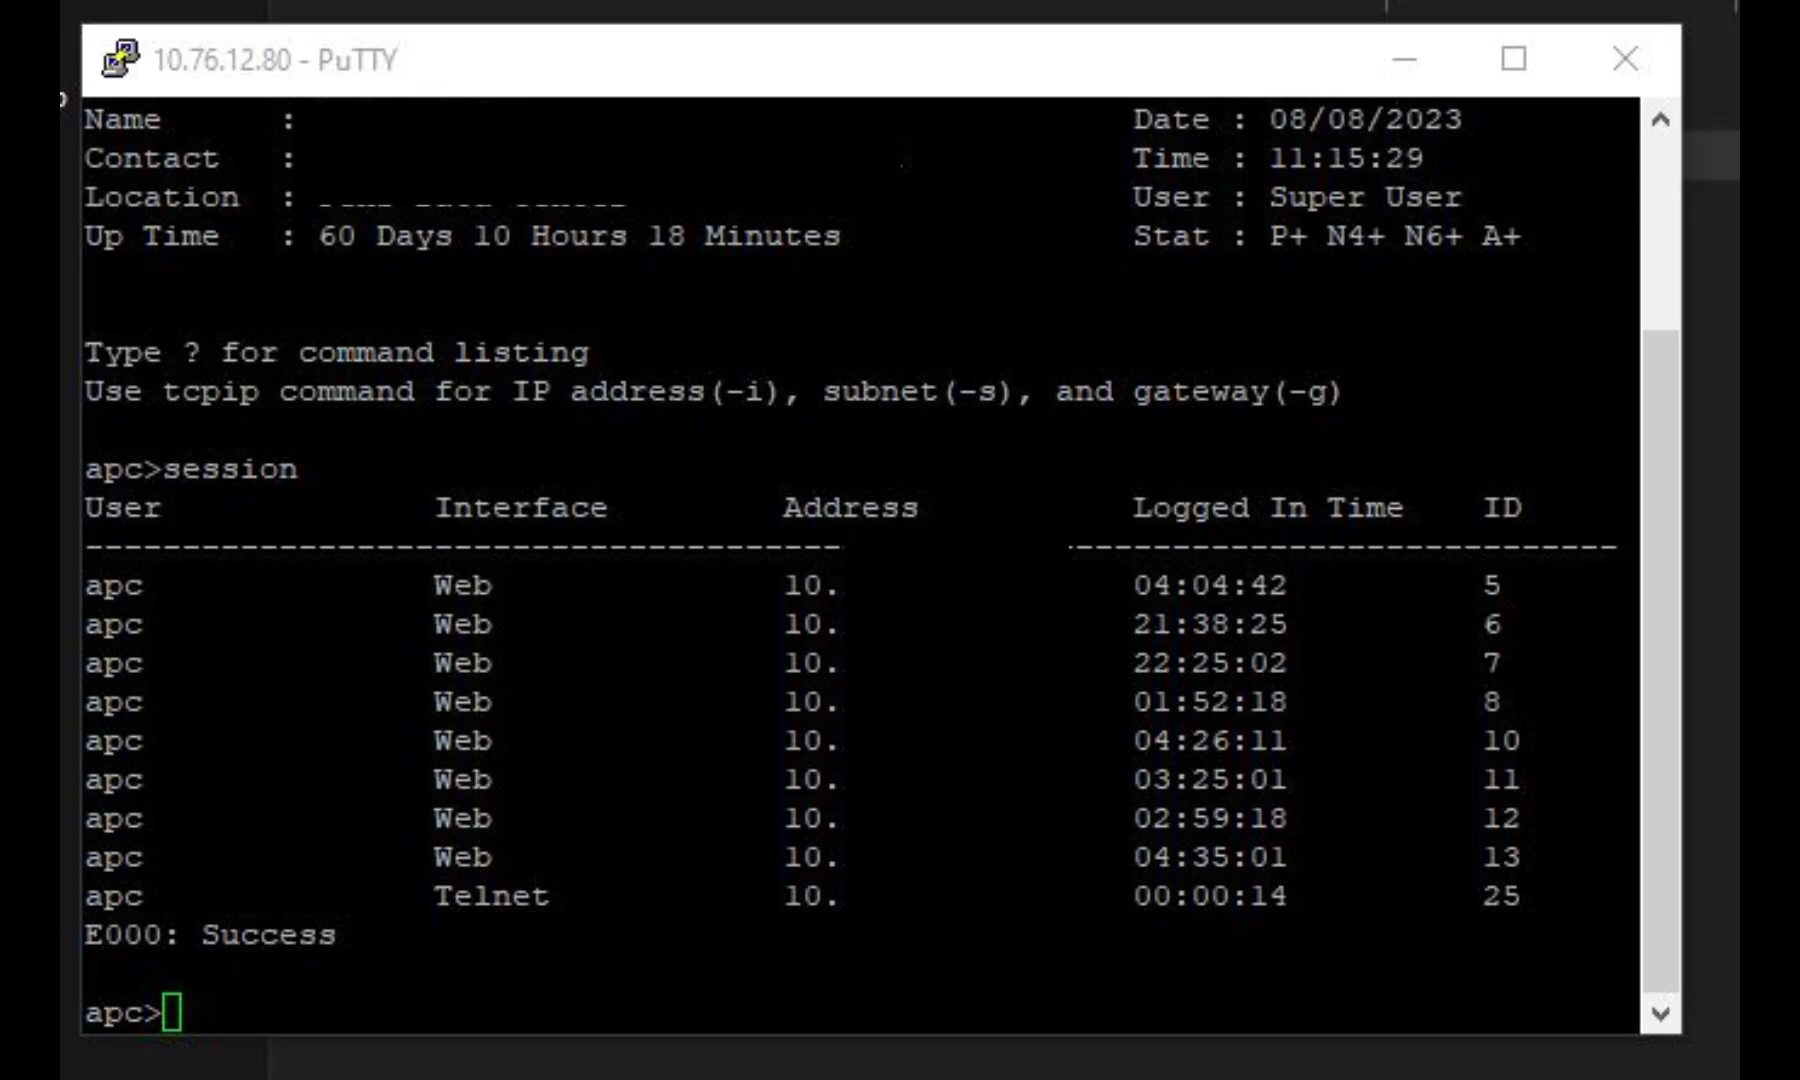 10.76.12.80 - PuTTY
Name : Date : 08/08/2023
Contact : Time : 11:15:29
Location : User : Super User
Up Time : 60 Days 10 Hours 18 Minutes Stat : P+ N4+ N6+ A+
Type ? for command listing
Use tcpip command for IP address(-i), subnet(-s), and gateway(-g)
apc>session
User Interface Address Logged In Time ID
--------------------------------------- ----------------------------
apc Web 10. 04:04:42 5
apc Web 10. 21:38:25 6
apc Web 10. 22:25:02 7
apc Web 10. 01:52:18 8
apc Web 10. 04:26:11 10
apc Web 10. 03:25:01 11
apc Web 10. 02:59:18 12
apc Web 10. 04:35:01 13
apc Telnet 10. 00:00:14 25
E000: Success
apc>